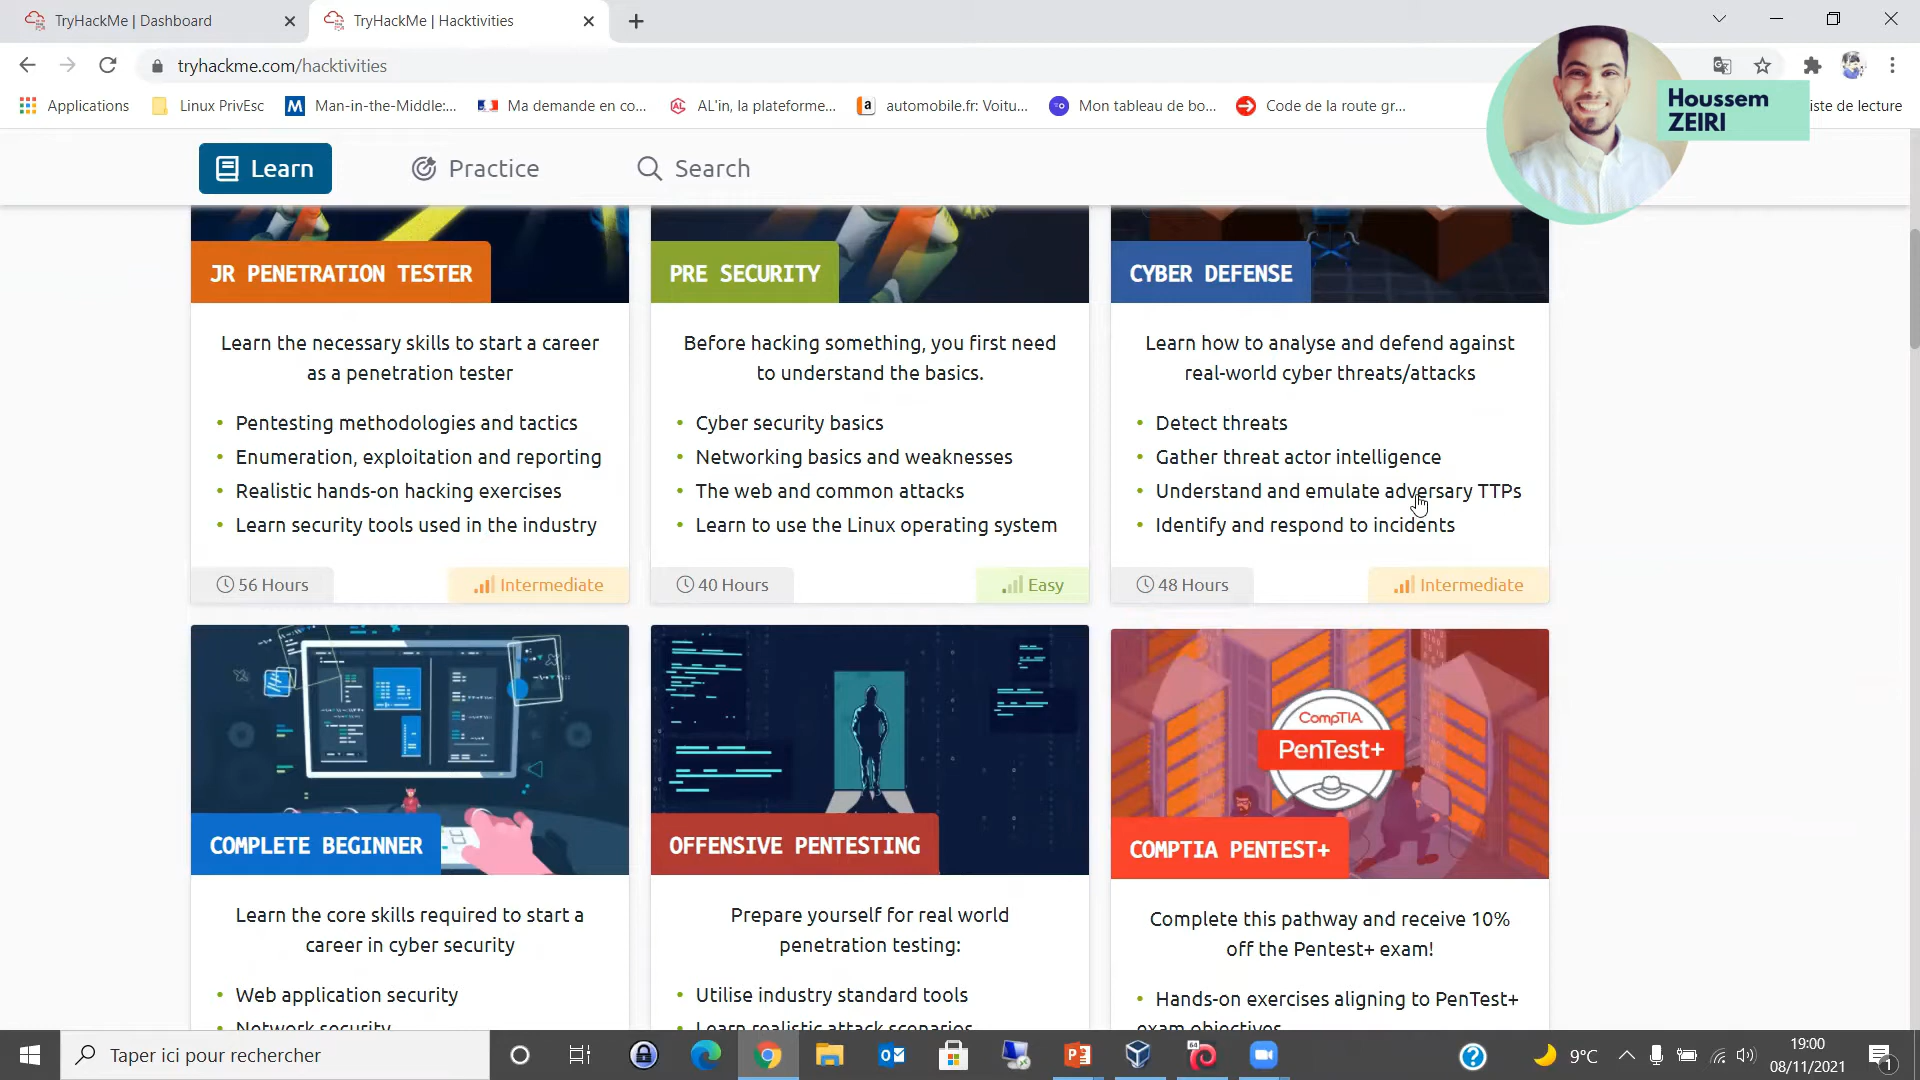 TryHackMe | Dashboard
TryHackMe | Hacktivities
tryhackme.com/hacktivities
Applications
Linux PrivEsc
Man-in-the-Middle:...
Ma demande en co...
AL'in, la plateforme...
automobile.fr: Voitu...
Mon tableau de bo...
Code de la route gr...
iste de lecture
Houssem
ZEIRI
Learn
Practice
Search
JR PENETRATION TESTER
Learn the necessary skills to start a career
as a penetration tester
• Pentesting methodologies and tactics
• Enumeration, exploitation and reporting
• Realistic hands-on hacking exercises
• Learn security tools used in the industry
56 Hours
Intermediate
PRE SECURITY
Before hacking something, you first need
to understand the basics.
• Cyber security basics
• Networking basics and weaknesses
• The web and common attacks
• Learn to use the Linux operating system
40 Hours
Easy
CYBER DEFENSE
Learn how to analyse and defend against
real-world cyber threats/attacks
• Detect threats
• Gather threat actor intelligence
• Understand and emulate adversary TTPs
• Identify and respond to incidents
48 Hours
Intermediate
COMPLETE BEGINNER
Learn the core skills required to start a
career in cyber security
• Web application security
• Network security
OFFENSIVE PENTESTING
Prepare yourself for real world
penetration testing:
• Utilise industry standard tools
• Learn realistic attack scenarios
CompTIA
PenTest+
COMPTIA PENTEST+
Complete this pathway and receive 10%
off the Pentest+ exam!
• Hands-on exercises aligning to PenTest+
exam objectives
Taper ici pour rechercher
64
9°C
19:00
08/11/2021
1